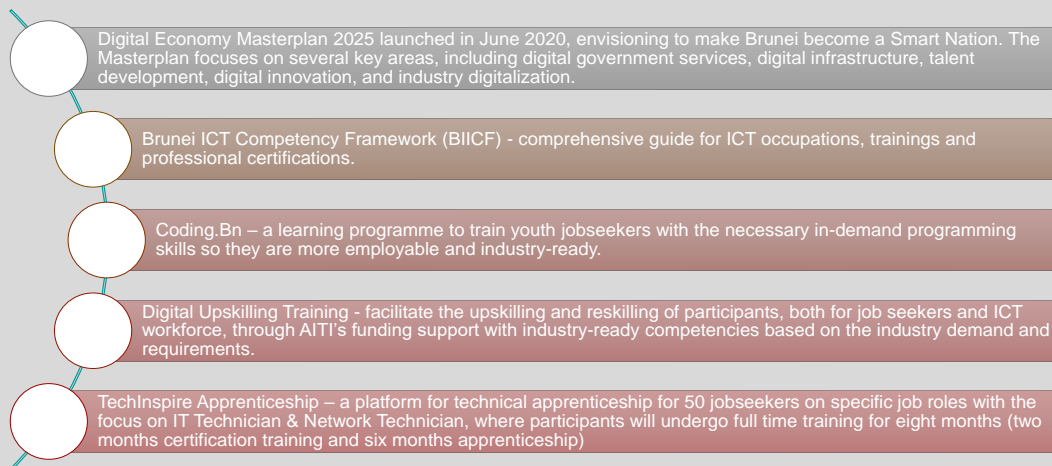 Digital Economy Masterplan 2025 launched in June 2020, envisioning to make Brunei become a Smart Nation. The
Masterplan focuses on several key areas, including digital government services, digital infrastructure, talent
development, digital innovation, and industry digitalization.
Brunei ICT Competency Framework (BIICF) - comprehensive guide for ICT occupations, trainings and
professional certifications.
Coding.Bn – a learning programme to train youth jobseekers with the necessary in-demand programming
skills so they are more employable and industry-ready.
Digital Upskilling Training - facilitate the upskilling and reskilling of participants, both for job seekers and ICT
workforce, through AITI's funding support with industry-ready competencies based on the industry demand and
requirements.
TechInspire Apprenticeship – a platform for technical apprenticeship for 50 jobseekers on specific job roles with the
focus on IT Technician & Network Technician, where participants will undergo full time training for eight months (two
months certification training and six months apprenticeship)